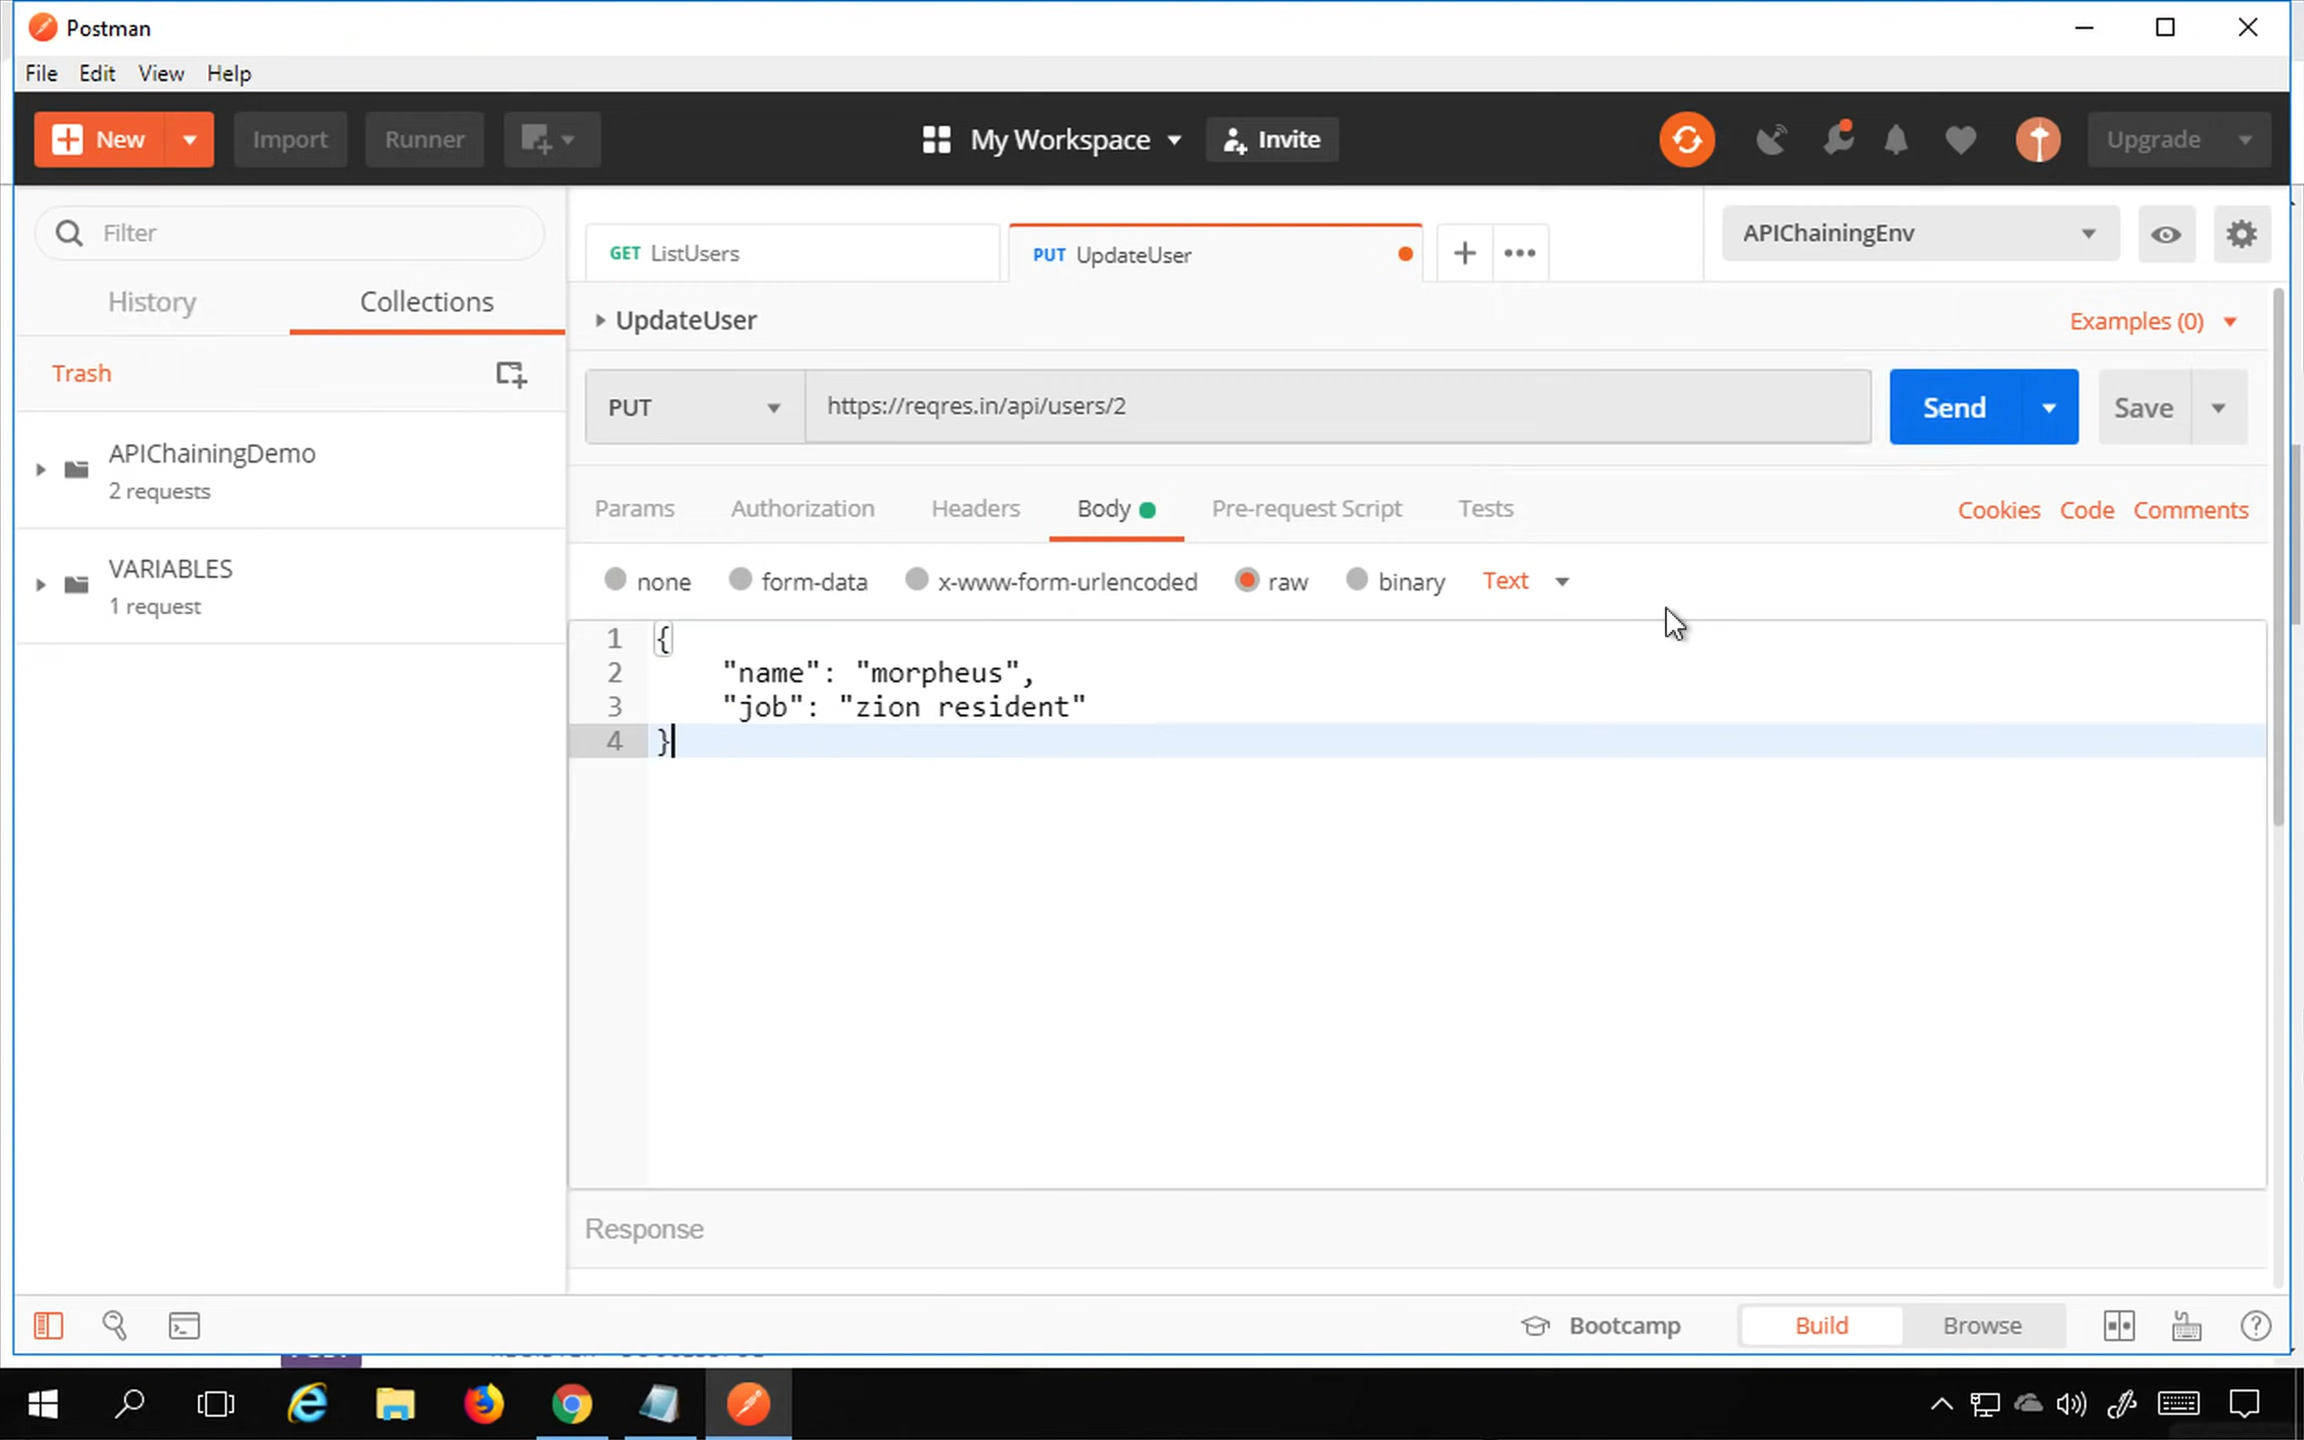 Postman
File Edit View Help
New Import Runner My Workspace Invite Upgrade
Filter
History Collections
Trash
APIChainingDemo
2 requests
VARIABLES
1 request
GET ListUsers PUT UpdateUser ••• APIChainingEnv
UpdateUser Examples (0)
PUT https://reqres.in/api/users/2 Send Save
Params Authorization Headers Body Pre-request Script Tests Cookies Code Comments
none form-data x-www-form-urlencoded raw binary Text
1 {
2 "name": "morpheus",
3 "job": "zion resident"
4 }
Response
Bootcamp Build Browse